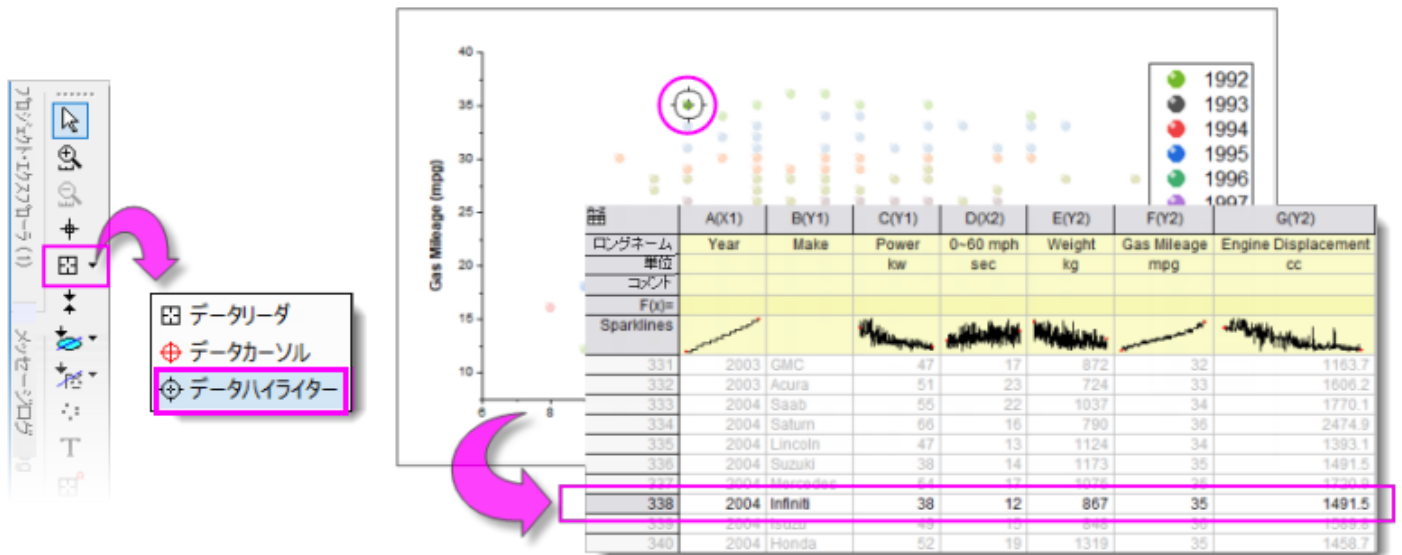 プロジェクト・エクスプローラ (1)
メッセージログ
T
データリーダ
データカーソル
データハイライター
Gas Mileage (mpg)
40
35
30
25
20
15
10
6
8
1992
1993
1994
1995
1996
1997
A(X1) B(Y1) C(Y1) D(X2) E(Y2) F(Y2) G(Y2)
ロングネーム Year Make Power 0~60 mph Weight Gas Mileage Engine Displacement
単位 kw sec kg mpg cc
コメント
F(x)=
Sparklines
331 2003 GMC 47 17 872 32 1163.7
332 2003 Acura 51 23 724 33 1606.2
333 2004 Saab 55 22 1037 34 1770.1
334 2004 Saturn 66 16 790 36 2474.9
335 2004 Lincoln 47 13 1124 34 1393.1
336 2004 Suzuki 38 14 1173 35 1491.5
337 2004 Mercedes
338 2004 Infiniti 38 12 867 35 1491.5
339 2004 Isuzu
340 2004 Honda 52 19 1319 35 1458.7